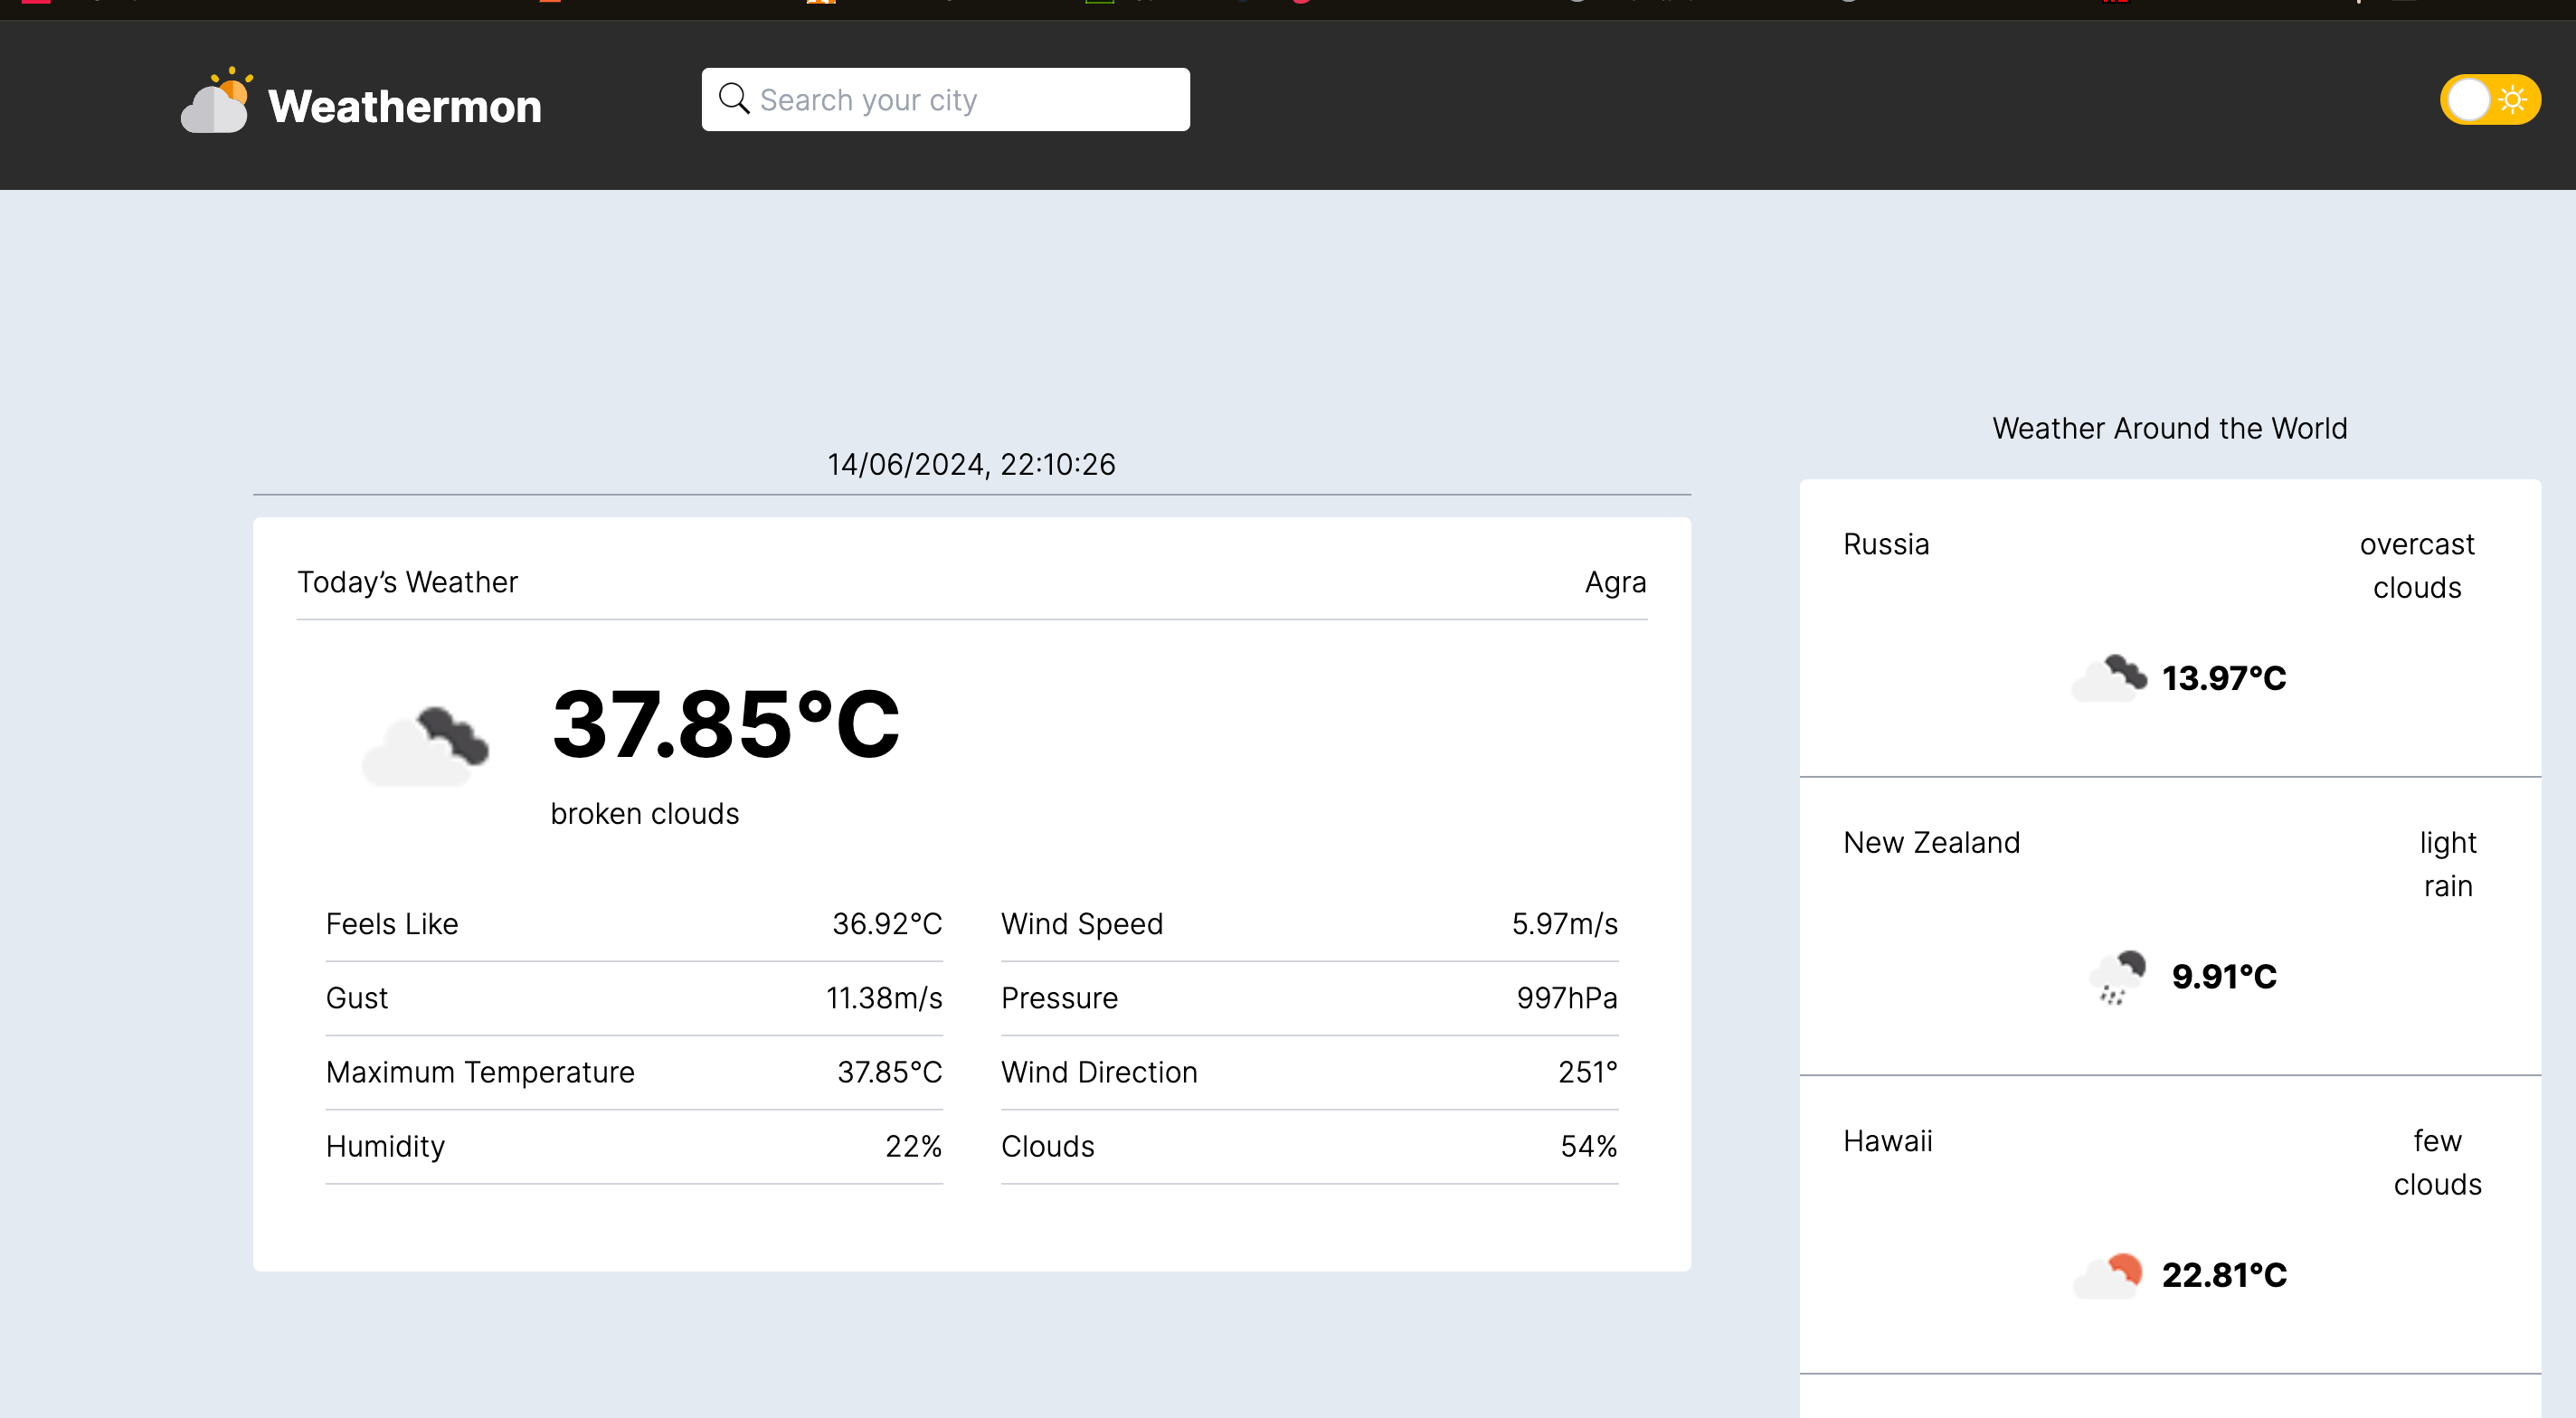 Weathermon
Search your city
14/06/2024, 22:10:26
Today’s Weather
Agra
37.85°C
broken clouds
Feels Like
36.92°C
Wind Speed
5.97m/s
Gust
11.38m/s
Pressure
997hPa
Maximum Temperature
37.85°C
Wind Direction
251°
Humidity
22%
Clouds
54%
Weather Around the World
Russia
overcast
clouds
13.97°C
New Zealand
light
rain
9.91°C
Hawaii
few
clouds
22.81°C